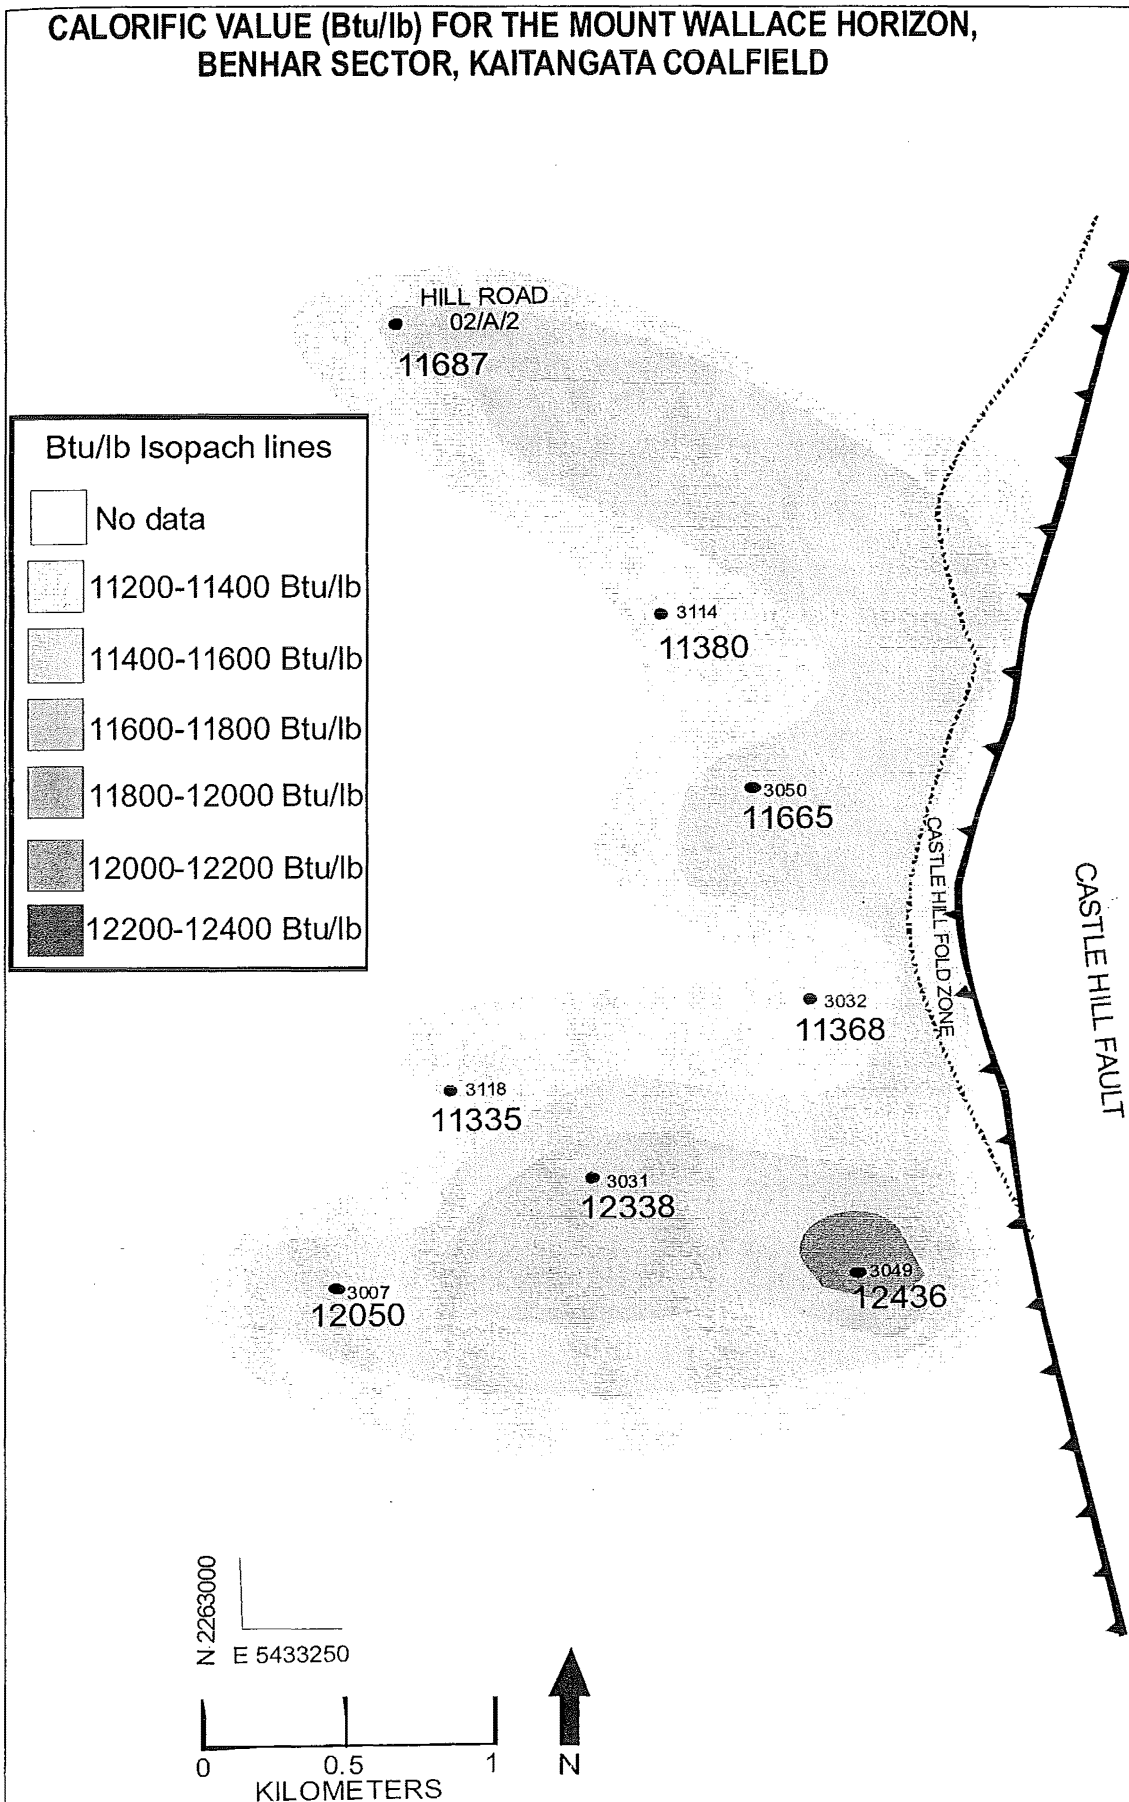 CALORIFIC VALUE (Btu/lb) FOR THE MOUNT WALLACE HORIZON,
BENHAR SECTOR, KAITANGATA COALFIELD
HILL ROAD
02/A/2
11687
Btu/lb Isopach lines
No data
11200-11400 Btu/lb
11400-11600 Btu/lb
11600-11800 Btu/lb
11800-12000 Btu/lb
12000-12200 Btu/lb
12200-12400 Btu/lb
3114
11380
3050
11665
CASTLE HILL FOLD ZONE
CASTLE HILL FAULT
3032
11368
3118
11335
3031
12338
3049
12436
3007
12050
N 2263000
E 5433250
0 0.5 1
KILOMETERS
N